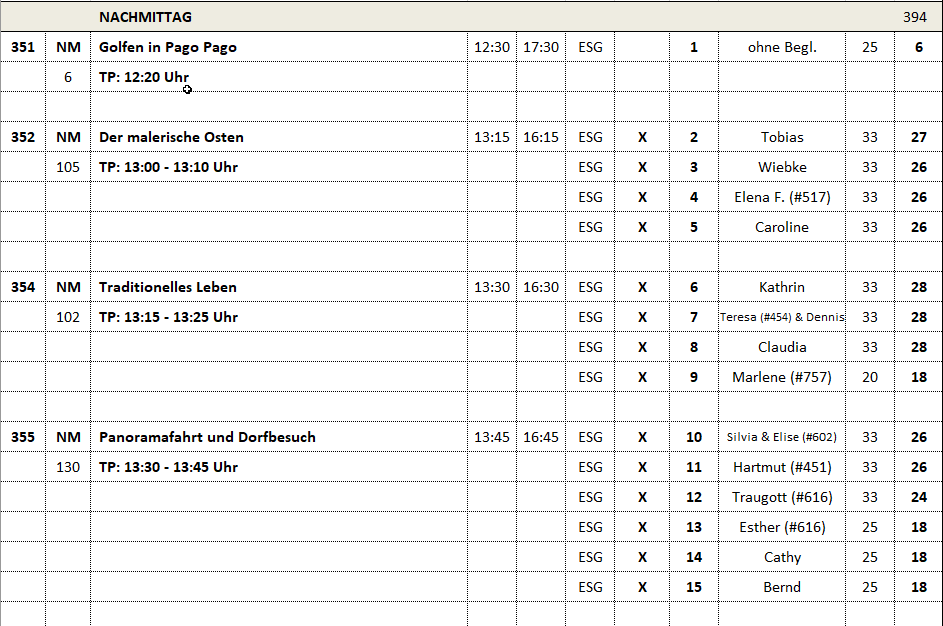 NACHMITTAG 394
351 NM Golfen in Pago Pago 12:30 17:30 ESG 1 ohne Begl. 25 6
6 TP: 12:20 Uhr
352 NM Der malerische Osten 13:15 16:15 ESG X 2 Tobias 33 27
105 TP: 13:00 - 13:10 Uhr ESG X 3 Wiebke 33 26
ESG X 4 Elena F. (#517) 33 26
ESG X 5 Caroline 33 26
354 NM Traditionelles Leben 13:30 16:30 ESG X 6 Kathrin 33 28
102 TP: 13:15 - 13:25 Uhr ESG X 7 Teresa (#454) & Dennis 33 28
ESG X 8 Claudia 33 28
ESG X 9 Marlene (#757) 20 18
355 NM Panoramafahrt und Dorfbesuch 13:45 16:45 ESG X 10 Silvia & Elise (#602) 33 26
130 TP: 13:30 - 13:45 Uhr ESG X 11 Hartmut (#451) 33 26
ESG X 12 Traugott (#616) 33 24
ESG X 13 Esther (#616) 25 18
ESG X 14 Cathy 25 18
ESG X 15 Bernd 25 18